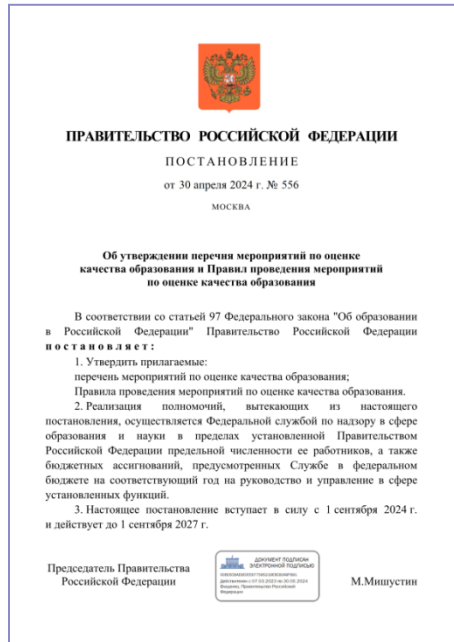 ПРАВИТЕЛЬСТВО РОССИЙСКОЙ ФЕДЕРАЦИИ
ПОСТАНОВЛЕНИЕ
от 30 апреля 2024 г. № 556
МОСКВА
Об утверждении перечня мероприятий по оценке
качества образования и Правил проведения мероприятий
по оценке качества образования
В соответствии со статьей 97 Федерального закона "Об образовании
в Российской Федерации" Правительство Российской Федерации
постановляет:
1. Утвердить прилагаемые:
перечень мероприятий по оценке качества образования;
Правила проведения мероприятий по оценке качества образования.
2. Реализация полномочий, вытекающих из настоящего
постановления, осуществляется Федеральной службой по надзору в сфере
образования и науки в пределах установленной Правительством
Российской Федерации предельной численности ее работников, а также
бюджетных ассигнований, предусмотренных Службе в федеральном
бюджете на соответствующий год на руководство и управление в сфере
установленных функций.
3. Настоящее постановление вступает в силу с 1 сентября 2024 г.
и действует до 1 сентября 2027 г.
Председатель Правительства
Российской Федерации
ДОКУМЕНТ ПОДПИСАН
ЭЛЕКТРОННОЙ ПОДПИСЬЮ
М.Мишустин